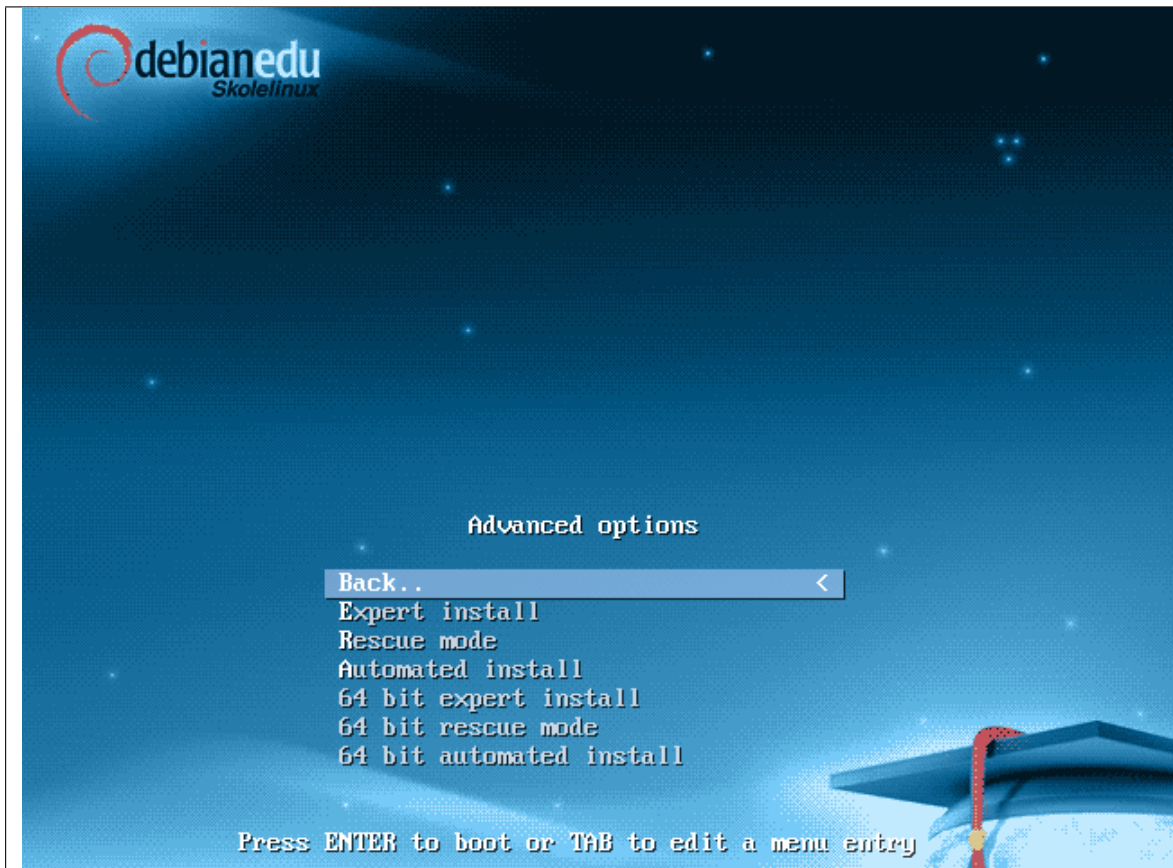 debianedu
Skolelinux
Advanced options
Back.. <
Expert install
Rescue mode
Automated install
64 bit expert install
64 bit rescue mode
64 bit automated install
Press ENTER to boot or TAB to edit a menu entry